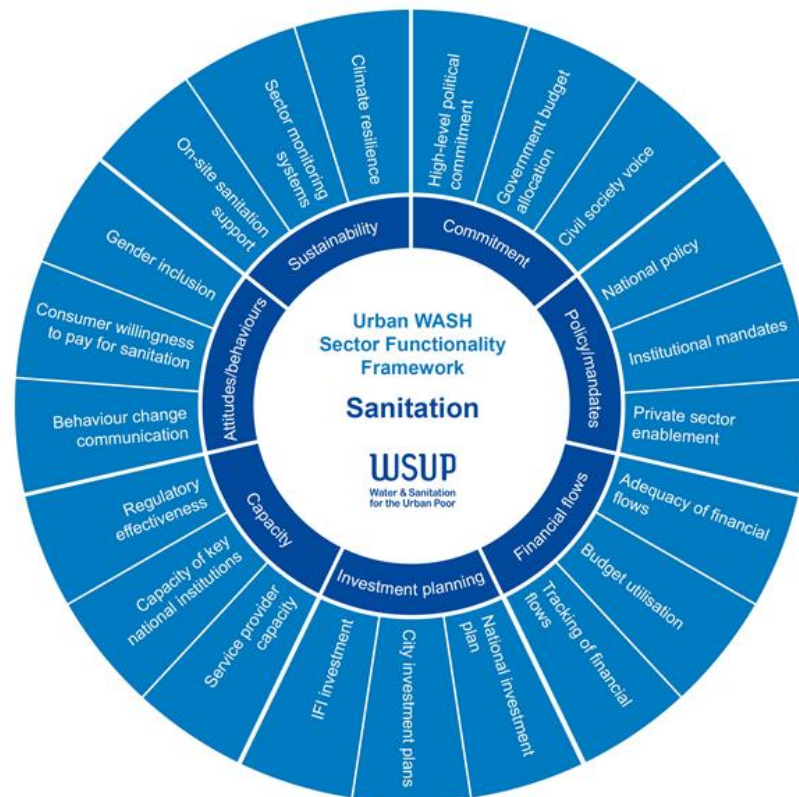 Urban WASH
Sector Functionality
Framework
Sanitation
WSUP
Water & Sanitation
for the Urban Poor
Commitment
High-level political
commitment
Government budget
allocation
Civil society voice
Policy/mandates
National policy
Institutional mandates
Private sector
enablement
Financial flows
Adequacy of financial
flows
Budget utilisation
Tracking of financial
flows
Investment planning
National investment
plan
City investment plans
IFI investment
Capacity
Service provider
capacity
Capacity of key
national institutions
Regulatory
effectiveness
Attitudes/behaviours
Behaviour change
communication
Consumer willingness
to pay for sanitation
Gender inclusion
Sustainability
On-site sanitation
support
Sector monitoring
systems
Climate resilience